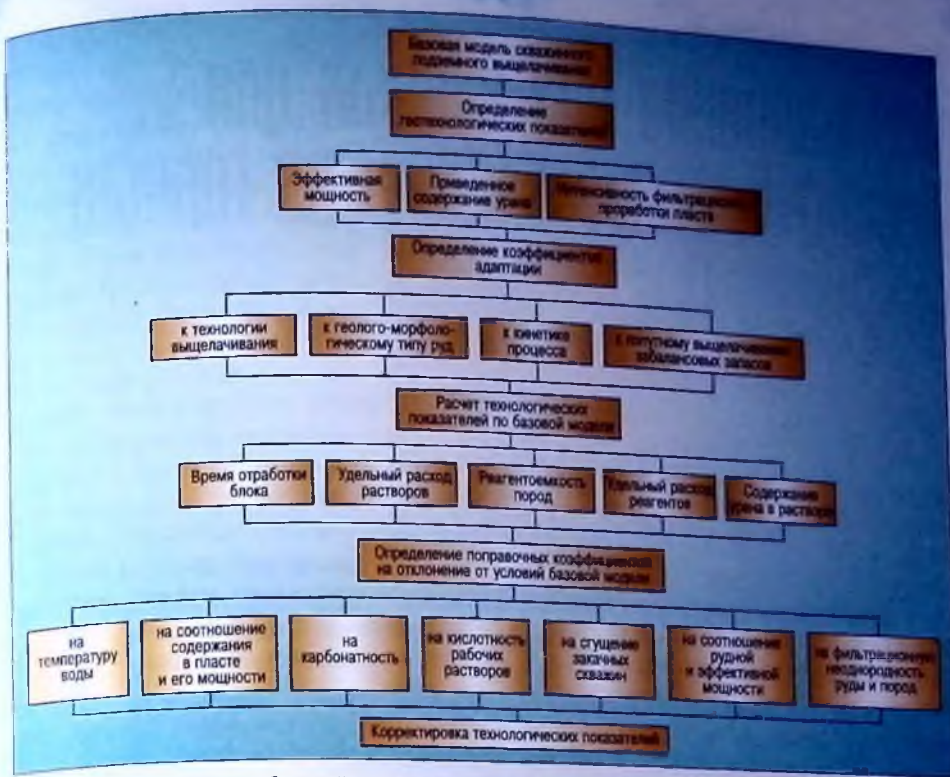 Базовая модель скважинного
подземного выщелачивания
Определение
геотехнологических показателей
Эффективная
мощность
Приведенное
содержание урана
Интенсивность фильтрационной
проработки пласта
Определение коэффициентов
адаптации
к технологии
выщелачивания
к геолого-морфоло-
гическому типу руд
к кинетике
процесса
к попутному выщелачиванию
забалансовых запасов
Расчет технологических
показателей по базовой модели
Время отработки
блока
Удельный расход
растворов
Реагентоемкость
пород
Удельный расход
реагентов
Содержание
урана в растворе
Определение поправочных коэффициентов
на отклонение от условий базовой модели
на
температуру
воды
на соотношение
содержания
в пласте
и его мощности
на
карбонатность
на кислотность
рабочих
растворов
на сгущение
закачных
скважин
на соотношение
рудной
и эффективной
мощности
на фильтрационную
неоднородность
руды и пород
Корректировка технологических показателей